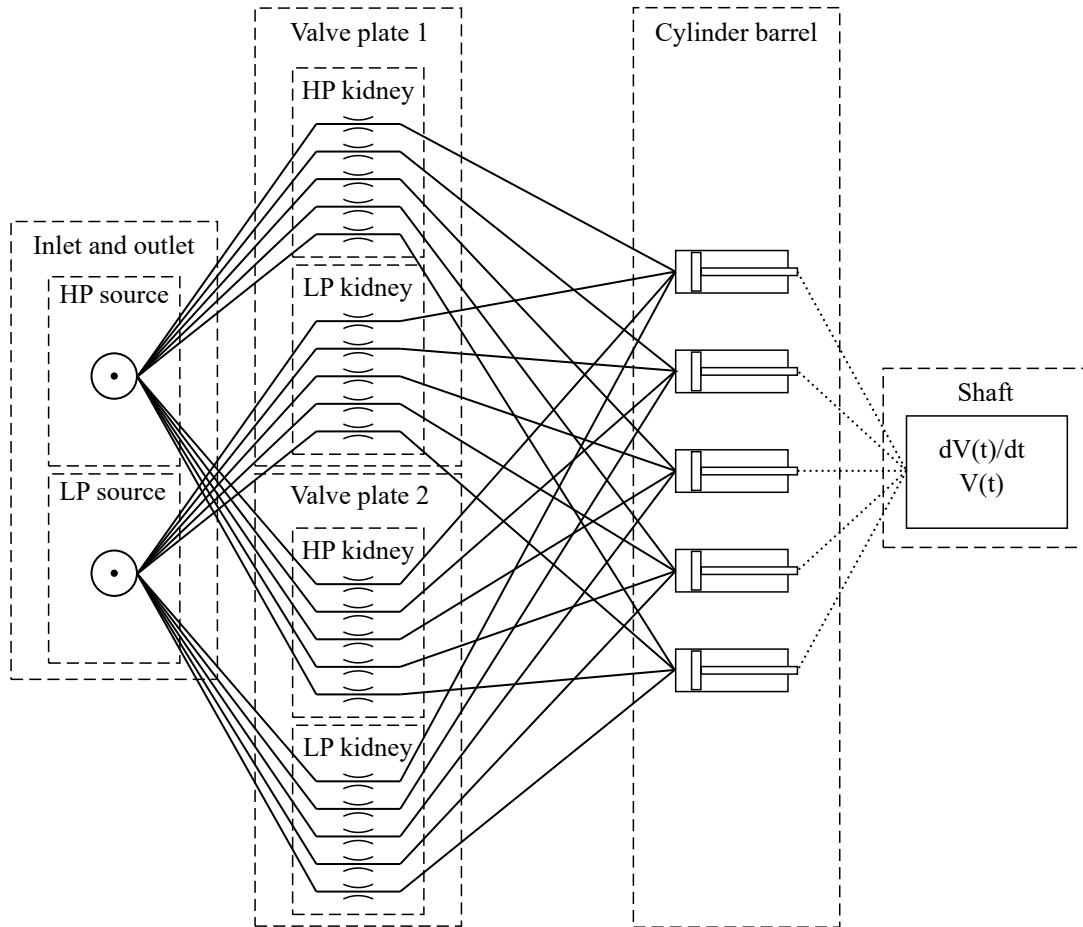 Inlet and outlet
HP source
LP source
Valve plate 1
HP kidney
LP kidney
Valve plate 2
HP kidney
LP kidney
Cylinder barrel
Shaft
dV(t)/dt
V(t)